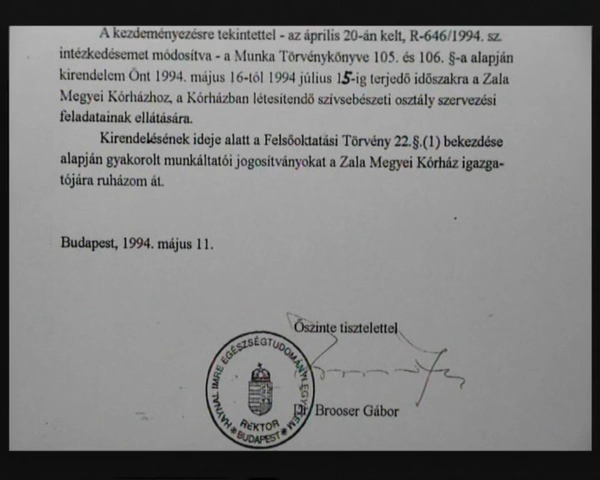 A kezdeményezésre tekintettel - az április 20-án kelt, R-646/1994. sz.
intézkedésemet módosítva - a Munka Törvénykönyve 105. és 106. §-a alapján
kirendelem Önt 1994. május 16-tól 1994 július 15-ig terjedő időszakra a Zala
Megyei Kórházhoz, a Kórházban létesítendő szívsebészeti osztály szervezési
feladatainak ellátására.
Kirendelésének ideje alatt a Felsőoktatási Törvény 22.§.(1) bekezdése
alapján gyakorolt munkáltatói jogosítványokat a Zala Megyei Kórház igazga-
tójára ruházom át.
Budapest, 1994. május 11.
Őszinte tisztelettel
HAYNAL IMRE EGÉSZSÉGTUDOMÁNYI EGYETEM
REKTOR
* BUDAPEST *
Dr. Brooser Gábor